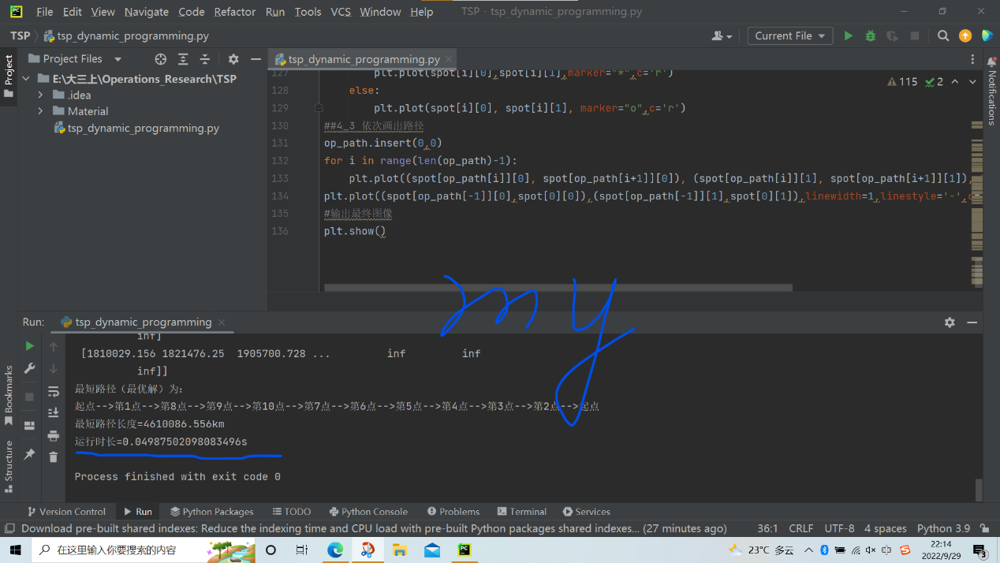 File Edit View Navigate Code Refactor Run Tools VCS Window Help TSP - tsp_dynamic_programming.py
TSP tsp_dynamic_programming.py Current File
Project Files tsp_dynamic_programming.py
Project
E:\大三上\Operations_Research\TSP
.idea
Material
tsp_dynamic_programming.py
115 2
Notifications
127 plt.plot(spot[i][0],spot[i][1],marker="*",c='r')
128 else:
129 plt.plot(spot[i][0], spot[i][1], marker="o",c='r')
130 ##4_3 依次画出路径
131 op_path.insert(0,0)
132 for i in range(len(op_path)-1):
133 plt.plot((spot[op_path[i]][0], spot[op_path[i+1]][0]), (spot[op_path[i]][1], spot[op_path[i+1]][1]),
134 plt.plot((spot[op_path[-1]][0],spot[0][0]),(spot[op_path[-1]][1],spot[0][1]),linewidth=1,linestyle='-',c
135 #输出最终图像
136 plt.show()
my
Run: tsp_dynamic_programming
inf]
[1810029.156 1821476.25 1905700.728 ... inf inf
inf]]
最短路径（最优解）为:
起点-->第1点-->第8点-->第9点-->第10点-->第7点-->第6点-->第5点-->第4点-->第3点-->第2点-->起点
最短路径长度=4610086.556km
运行时长=0.04987502098083496s
Process finished with exit code 0
Bookmarks
Structure
Version Control Run Python Packages TODO Python Console Problems Terminal Services
Download pre-built shared indexes: Reduce the indexing time and CPU load with pre-built Python packages shared indexes... (27 minutes ago) 36:1 CRLF UTF-8 4 spaces Python 3.9
在这里输入你要搜索的内容 23°C 多云 中 22:14
2022/9/29 3